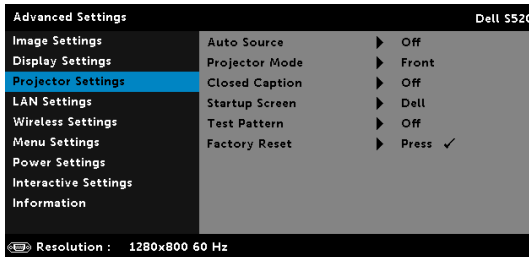 Advanced Settings Dell S520
Image Settings
Display Settings
Projector Settings
LAN Settings
Wireless Settings
Menu Settings
Power Settings
Interactive Settings
Information
Auto Source Off
Projector Mode Front
Closed Caption Off
Startup Screen Dell
Test Pattern Off
Factory Reset Press ✓
Resolution : 1280x800 60 Hz